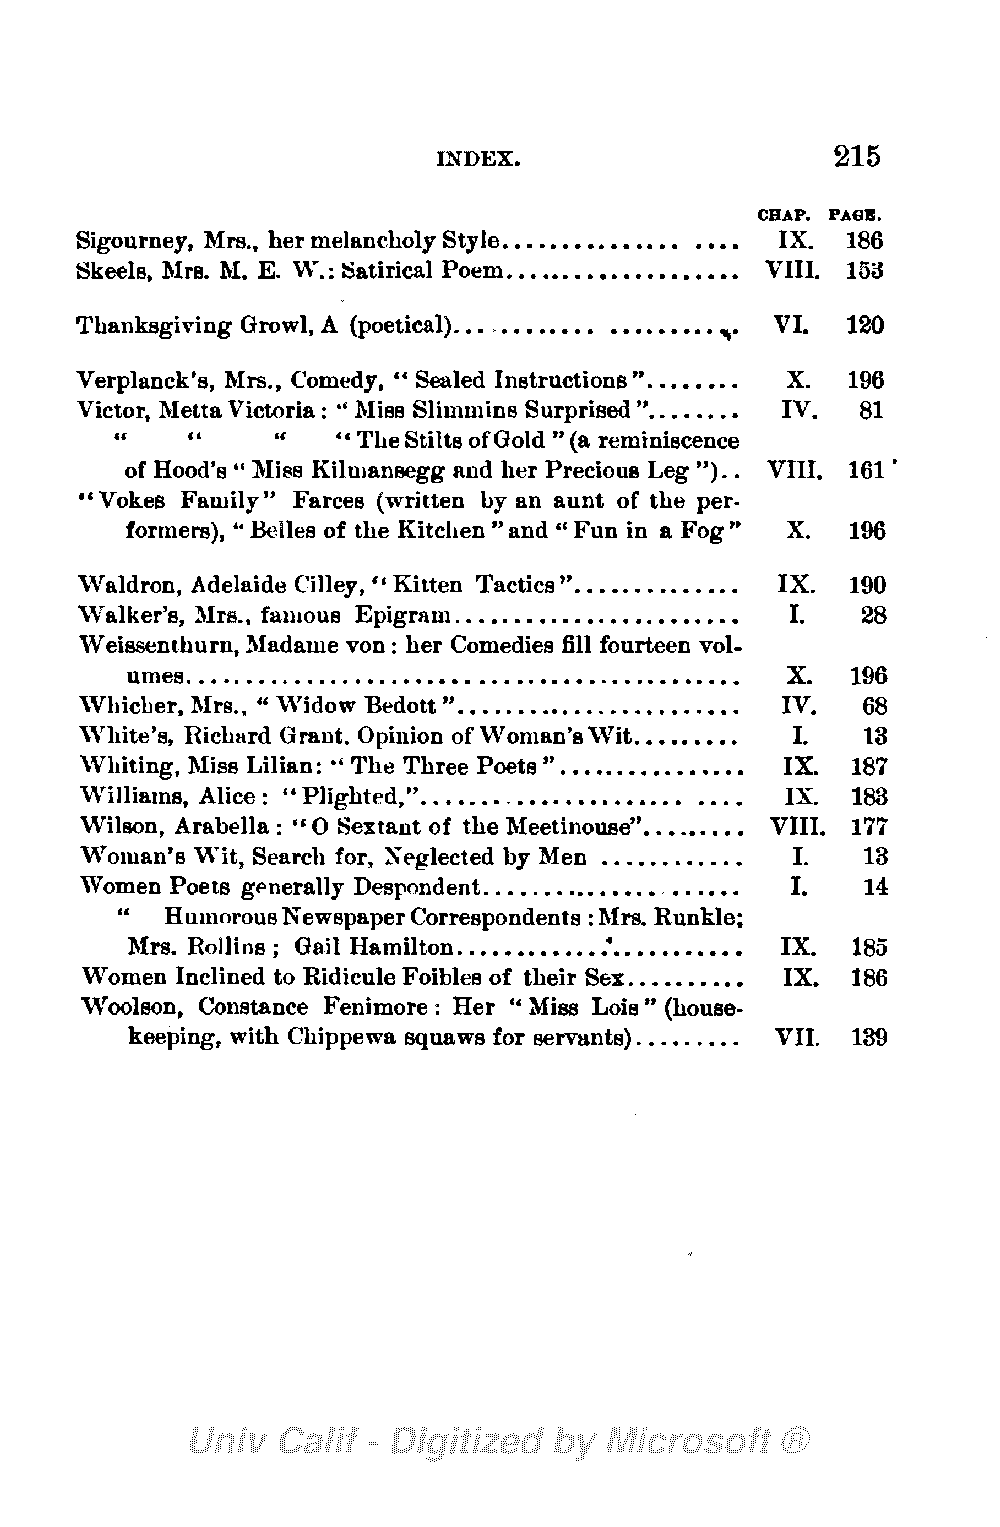 INDEX. 215
CHAP. PAGE.
Sigourney, Mrs., her melancholy Style............... .... IX. 186
Skeels, Mrs. M. E. W.: Satirical Poem.................... VIII. 153
Thanksgiving Growl, A (poetical)............ .......... VI. 120
Verplanck's, Mrs., Comedy, "Sealed Instructions"........ X. 196
Victor, Metta Victoria: "Miss Slimmins Surprised"........ IV. 81
" " " "The Stilts of Gold" (a reminiscence
of Hood's "Miss Kilmansegg and her Precious Leg").. VIII. 161
"Vokes Family" Farces (written by an aunt of the per-
formers), "Belles of the Kitchen" and "Fun in a Fog" X. 196
Waldron, Adelaide Cilley, "Kitten Tactics".............. IX. 190
Walker's, Mrs., famous Epigram........................ I. 28
Weissenthurn, Madame von: her Comedies fill fourteen vol-
umes............................................... X. 196
Whicher, Mrs., "Widow Bedott"........................ IV. 68
White's, Richard Grant. Opinion of Woman's Wit......... I. 13
Whiting, Miss Lilian: "The Three Poets"................ IX. 187
Williams, Alice: "Plighted,"...................... .... IX. 183
Wilson, Arabella: "O Sextant of the Meetinouse"......... VIII. 177
Woman's Wit, Search for, Neglected by Men ............ I. 13
Women Poets generally Despondent..................... I. 14
" Humorous Newspaper Correspondents: Mrs. Runkle;
Mrs. Rollins; Gail Hamilton........................ IX. 185
Women Inclined to Ridicule Foibles of their Sex.......... IX. 186
Woolson, Constance Fenimore: Her "Miss Lois" (house-
keeping, with Chippewa squaws for servants)......... VII. 139
Univ Calif - Digitized by Microsoft ®